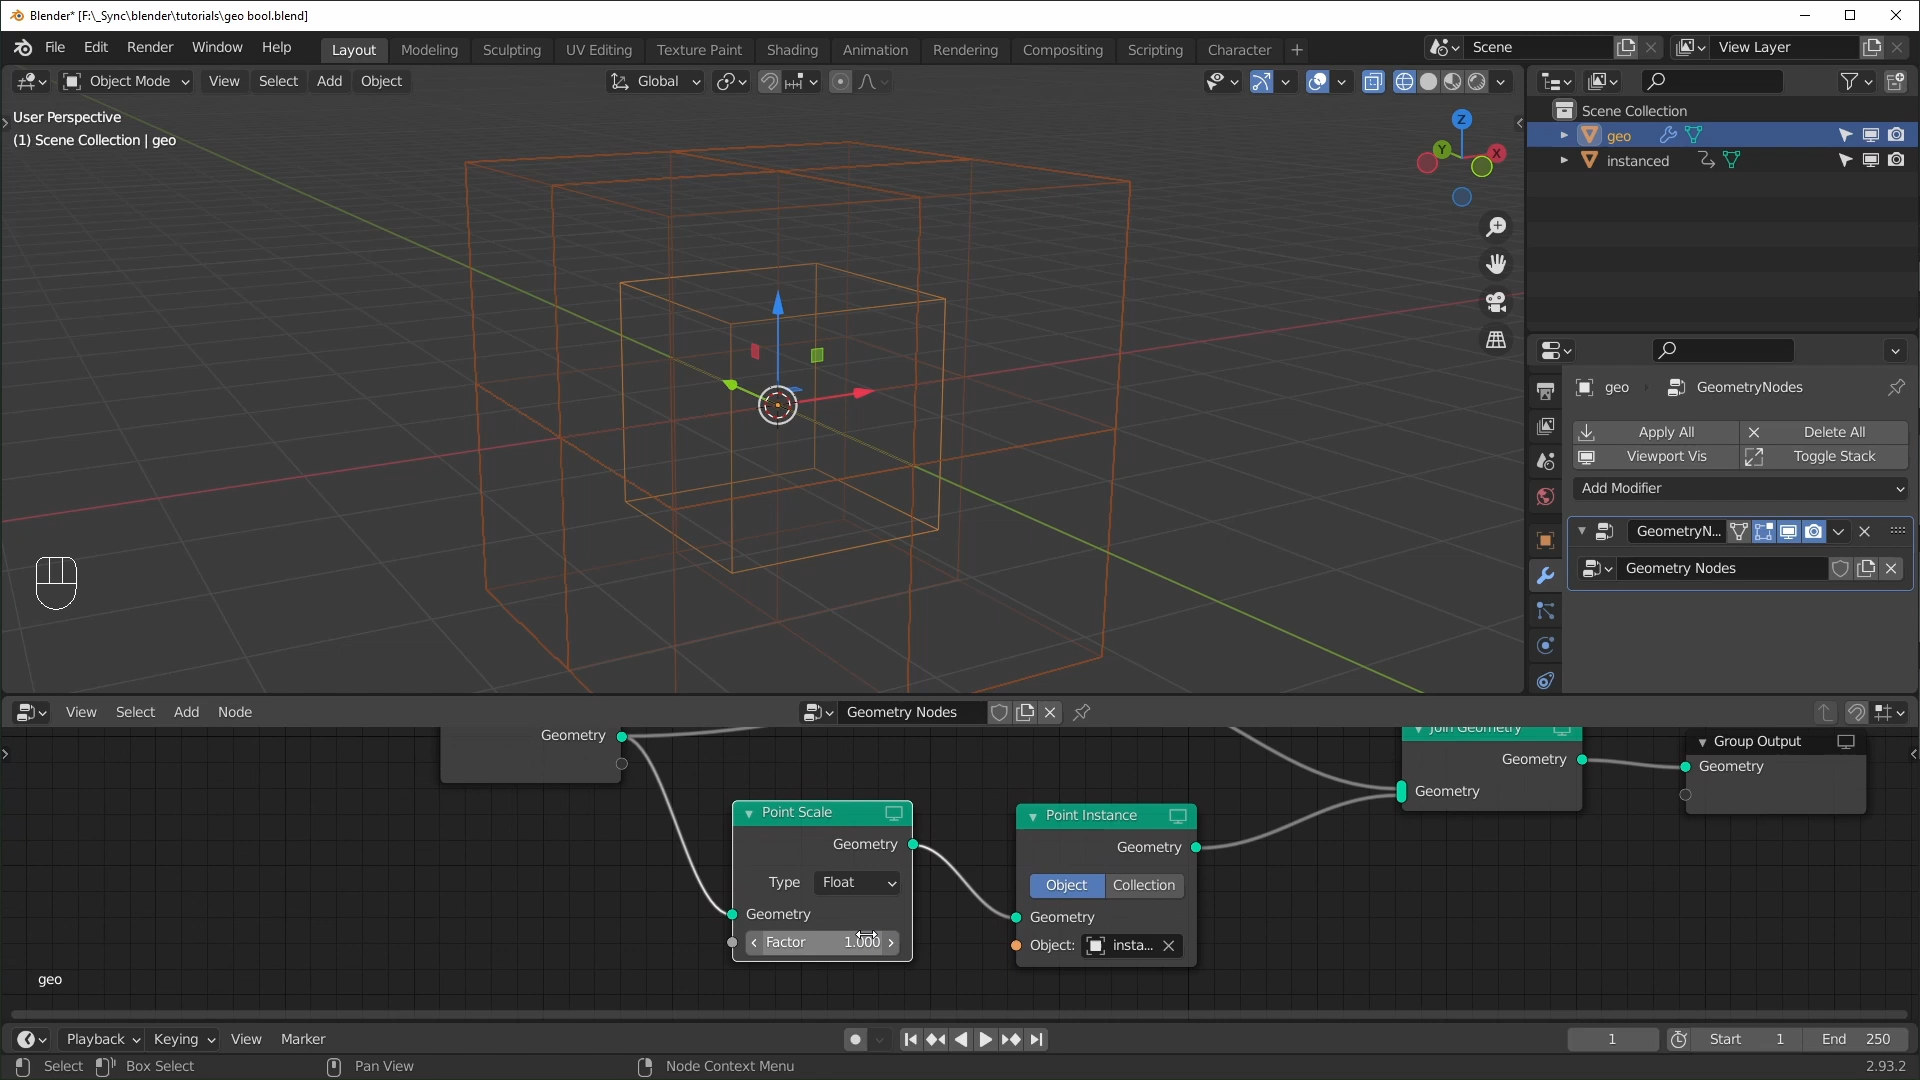 Blender* [F:\_Sync\blender\tutorials\geo bool.blend]
File Edit Render Window Help
Layout Modeling Sculpting UV Editing Texture Paint Shading Animation Rendering Compositing Scripting Character +
Scene
View Layer
Object Mode View Select Add Object
Global
User Perspective
(1) Scene Collection | geo
Z
Y
X
Scene Collection
geo
instanced
geo GeometryNodes
Apply All Delete All
Viewport Vis Toggle Stack
Add Modifier
GeometryN...
Geometry Nodes
View Select Add Node
Geometry Nodes
Geometry
Join Geometry
Geometry
Geometry
Group Output
Geometry
Point Scale
Geometry
Type Float
Geometry
Factor 1.000
Point Instance
Geometry
Object Collection
Geometry
Object: insta...
geo
Playback Keying View Marker
1 Start 1 End 250
Select Box Select Pan View Node Context Menu
2.93.2